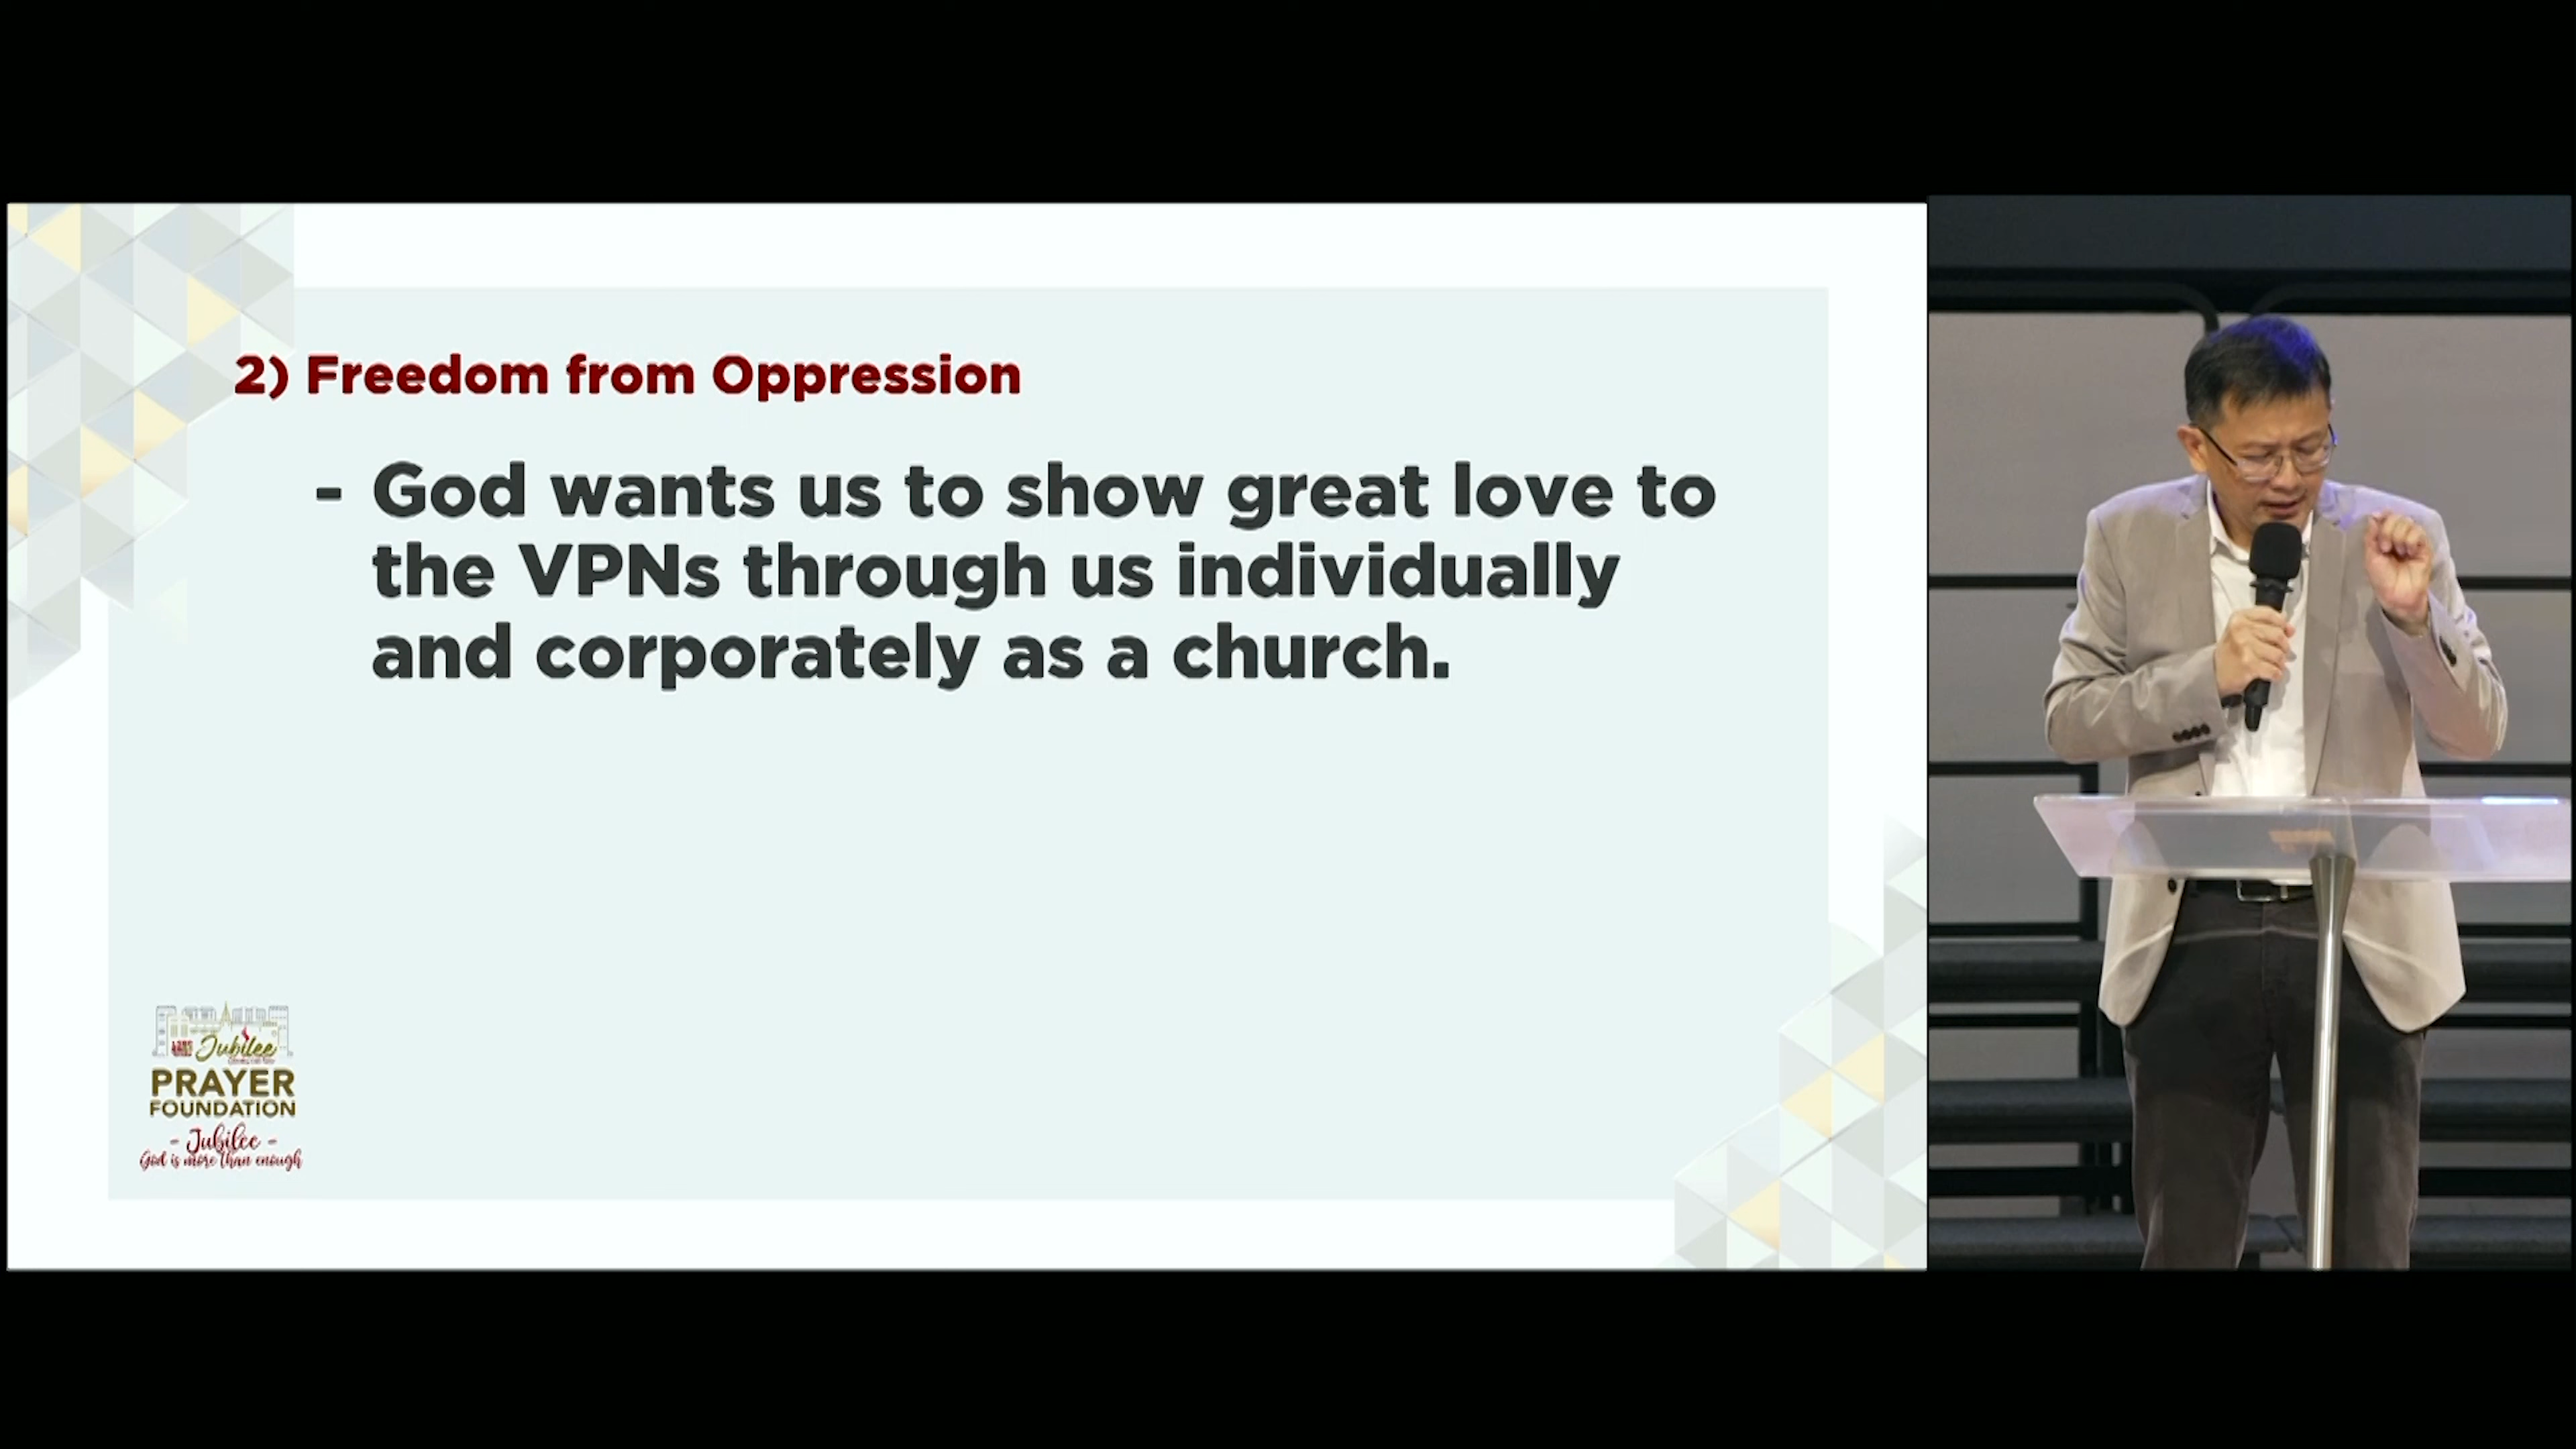 2) Freedom from Oppression
- God wants us to show great love to
the VPNs through us individually
and corporately as a church.
Jubilee
PRAYER
FOUNDATION
- Jubilee -
God is more than enough